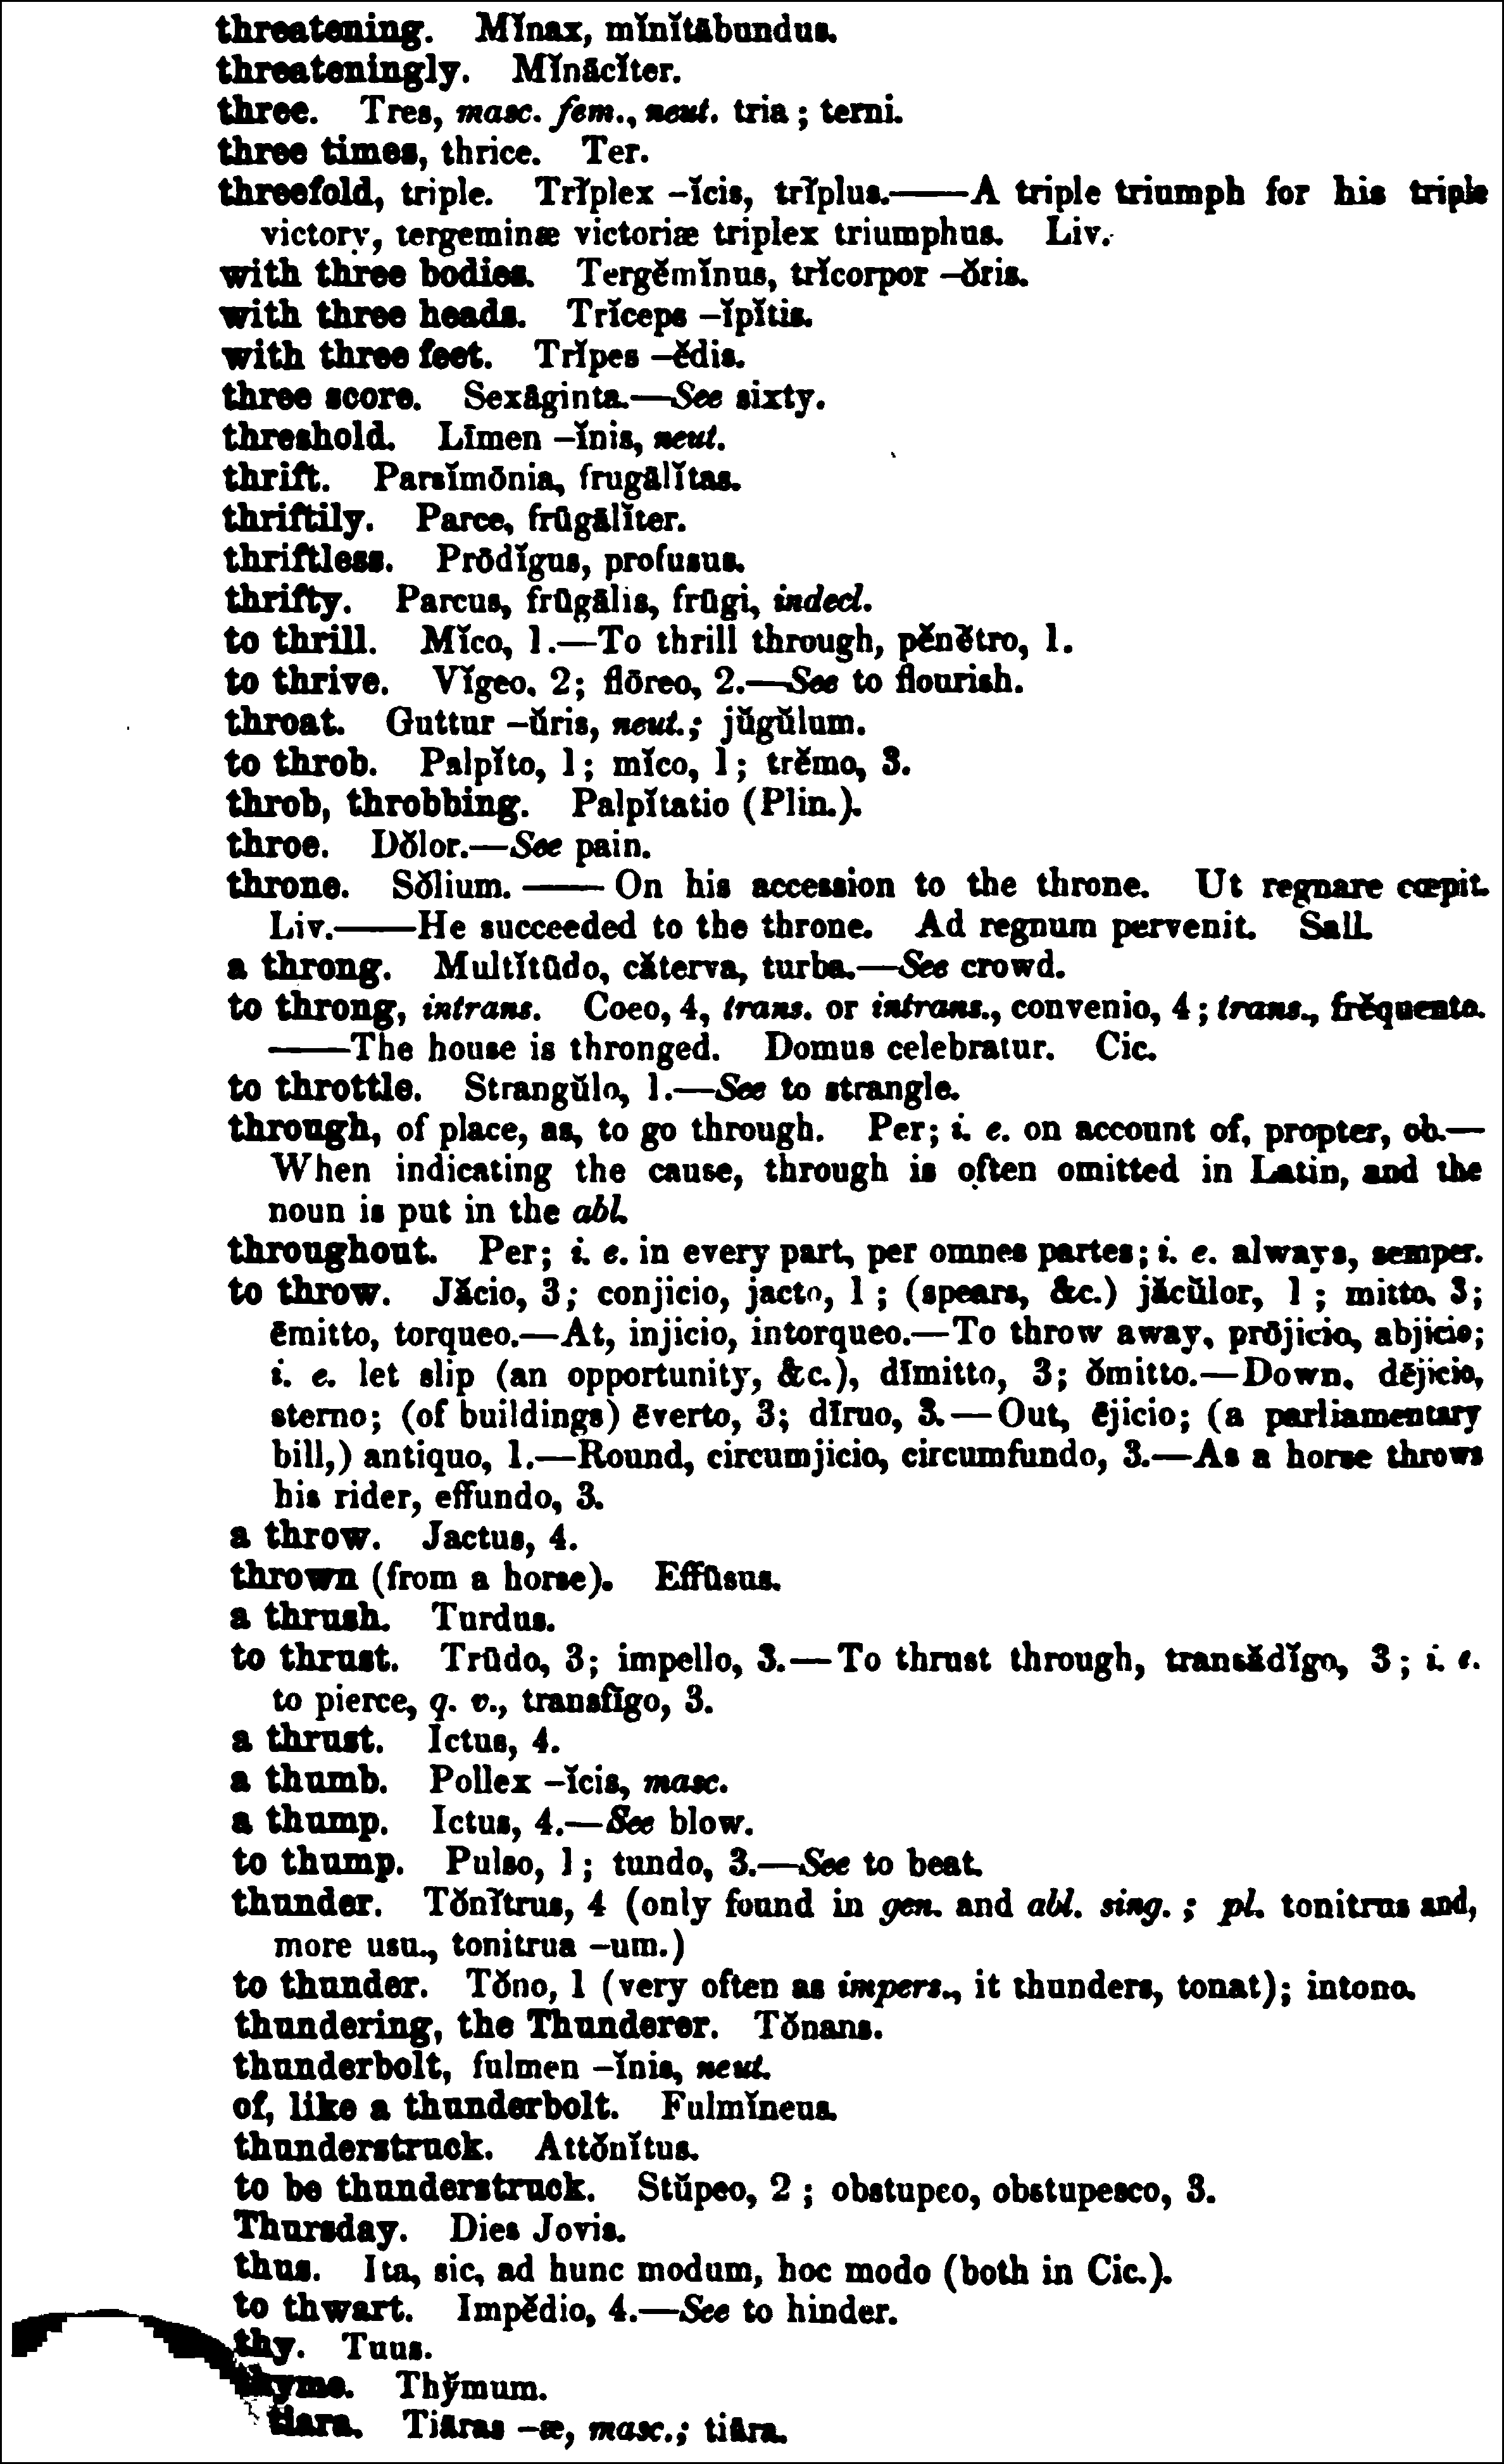 threatening. Mĭnax, mĭnĭtābundus.
threateningly. Mĭnācĭter.
three. Tres, masc. fem., neut. tria ; terni.
three times, thrice. Ter.
threefold, triple. Trĭplex –ĭcis, trĭplus.——A triple triumph for his triple
victory, tergeminæ victoriæ triplex triumphus. Liv.
with three bodies. Tergĕmĭnus, trĭcorpor –ŏris.
with three heads. Trĭceps –ĭpĭtis.
with three feet. Trĭpes –ĕdis.
three score. Sexāginta.—See sixty.
threshold. Līmen –ĭnis, neut.
thrift. Parsĭmōnia, frugālĭtas.
thriftily. Parce, frūgālĭter.
thriftless. Prōdĭgus, profusus.
thrifty. Parcus, frūgālis, frūgi, indecl.
to thrill. Mĭco, 1.—To thrill through, pĕnĕtro, 1.
to thrive. Vĭgeo, 2; flōreo, 2.—See to flourish.
throat. Guttur –ŭris, neut.; jŭgŭlum.
to throb. Palpĭto, 1; mĭco, 1; trĕmo, 3.
throb, throbbing. Palpĭtatio (Plin.).
throe. Dŏlor.—See pain.
throne. Sŏlium. —— On his accession to the throne. Ut regnare cœpit.
Liv.——He succeeded to the throne. Ad regnum pervenit. Sall.
a throng. Multĭtūdo, căterva, turba.—See crowd.
to throng, intrans. Coeo, 4, trans. or intrans., convenio, 4 ; trans., frĕquento.
——The house is thronged. Domus celebratur. Cic.
to throttle. Strangŭlo, 1.—See to strangle.
through, of place, as, to go through. Per; i. e. on account of, propter, ob.—
When indicating the cause, through is often omitted in Latin, and the
noun is put in the abl.
throughout. Per; i. e. in every part, per omnes partes; i. e. always, semper.
to throw. Jăcio, 3; conjicio, jacto, 1 ; (spears, &c.) jăcŭlor, 1 ; mitto, 3;
ēmitto, torqueo.—At, injicio, intorqueo.—To throw away, prōjicio, abjicio;
i. e. let slip (an opportunity, &c.), dīmitto, 3; ŏmitto.—Down, dējicio,
sterno; (of buildings) ēverto, 3; dīruo, 3.—Out, ējicio; (a parliamentary
bill,) antiquo, 1.—Round, circumjicio, circumfundo, 3.—As a horse throws
his rider, effundo, 3.
a throw. Jactus, 4.
thrown (from a horse). Effūsus.
a thrush. Turdus.
to thrust. Trūdo, 3; impello, 3.—To thrust through, transădĭgo, 3 ; i. e.
to pierce, q. v., transfīgo, 3.
a thrust. Ictus, 4.
a thumb. Pollex –ĭcis, masc.
a thump. Ictus, 4.—See blow.
to thump. Pulso, 1 ; tundo, 3.—See to beat.
thunder. Tŏnĭtrus, 4 (only found in gen. and abl. sing. ; pl. tonitrus and,
more usu., tonitrua –um.)
to thunder. Tŏno, 1 (very often as impers., it thunders, tonat); intono.
thundering, the Thunderer. Tŏnans.
thunderbolt, fulmen –ĭnis, neut.
of, like a thunderbolt. Fulmĭneus.
thunderstruck. Attŏnĭtus.
to be thunderstruck. Stŭpeo, 2 ; obstupeo, obstupesco, 3.
Thursday. Dies Jovis.
thus. Ita, sic, ad hunc modum, hoc modo (both in Cic.).
to thwart. Impĕdio, 4.—See to hinder.
thy. Tuus.
thyme. Thy̆mum.
tiara. Tiāras –æ, masc.; tiāra.